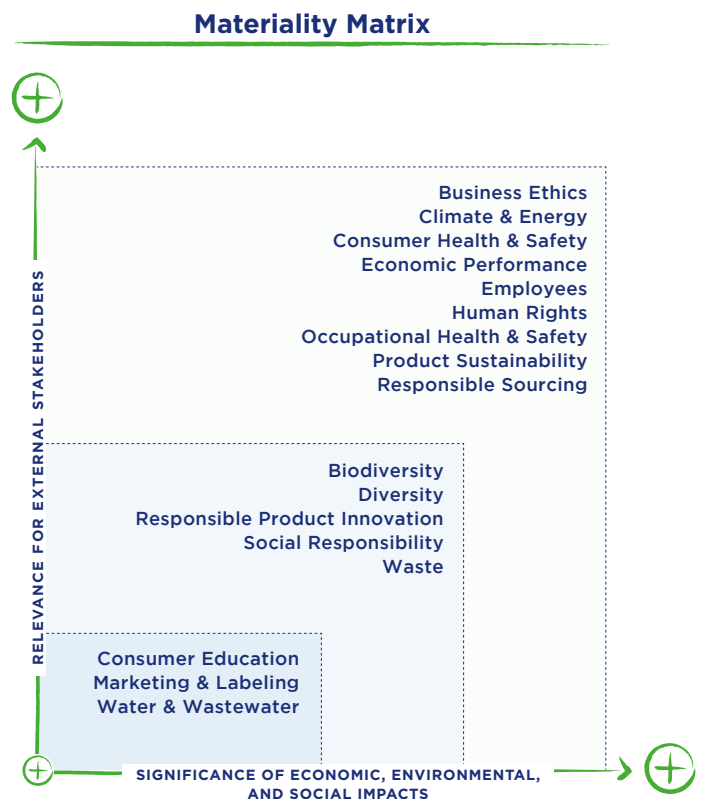 Materiality Matrix
RELEVANCE FOR EXTERNAL STAKEHOLDERS
Business Ethics
Climate & Energy
Consumer Health & Safety
Economic Performance
Employees
Human Rights
Occupational Health & Safety
Product Sustainability
Responsible Sourcing
Biodiversity
Diversity
Responsible Product Innovation
Social Responsibility
Waste
Consumer Education
Marketing & Labeling
Water & Wastewater
SIGNIFICANCE OF ECONOMIC, ENVIRONMENTAL,
AND SOCIAL IMPACTS